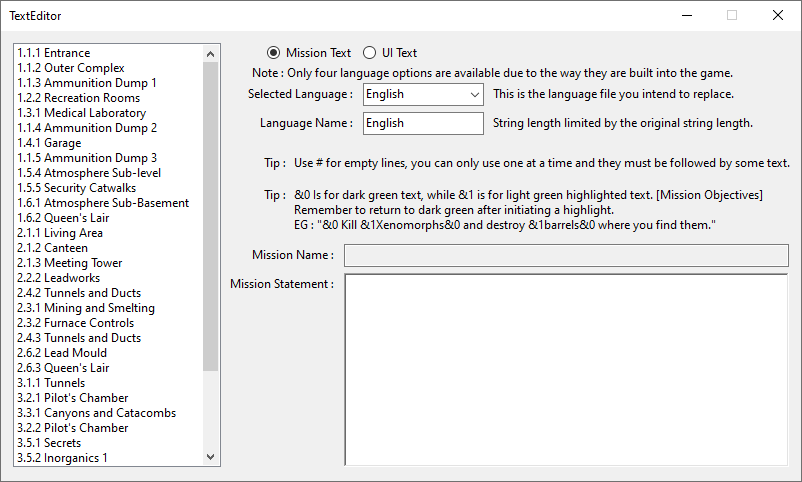 TextEditor
1.1.1 Entrance
1.1.2 Outer Complex
1.1.3 Ammunition Dump 1
1.2.2 Recreation Rooms
1.3.1 Medical Laboratory
1.1.4 Ammunition Dump 2
1.4.1 Garage
1.1.5 Ammunition Dump 3
1.5.4 Atmosphere Sub-level
1.5.5 Security Catwalks
1.6.1 Atmosphere Sub-Basement
1.6.2 Queen's Lair
2.1.1 Living Area
2.1.2 Canteen
2.1.3 Meeting Tower
2.2.2 Leadworks
2.4.2 Tunnels and Ducts
2.3.1 Mining and Smelting
2.3.2 Furnace Controls
2.4.3 Tunnels and Ducts
2.6.2 Lead Mould
2.6.3 Queen's Lair
3.1.1 Tunnels
3.2.1 Pilot's Chamber
3.3.1 Canyons and Catacombs
3.2.2 Pilot's Chamber
3.5.1 Secrets
3.5.2 Inorganics 1
Mission Text UI Text
Note : Only four language options are available due to the way they are built into the game.
Selected Language : English This is the language file you intend to replace.
Language Name : English String length limited by the original string length.
Tip : Use # for empty lines, you can only use one at a time and they must be followed by some text.
Tip : &0 Is for dark green text, while &1 is for light green highlighted text. [Mission Objectives]
Remember to return to dark green after initiating a highlight.
EG : "&0 Kill &1Xenomorphs&0 and destroy &1barrels&0 where you find them."
Mission Name :
Mission Statement :